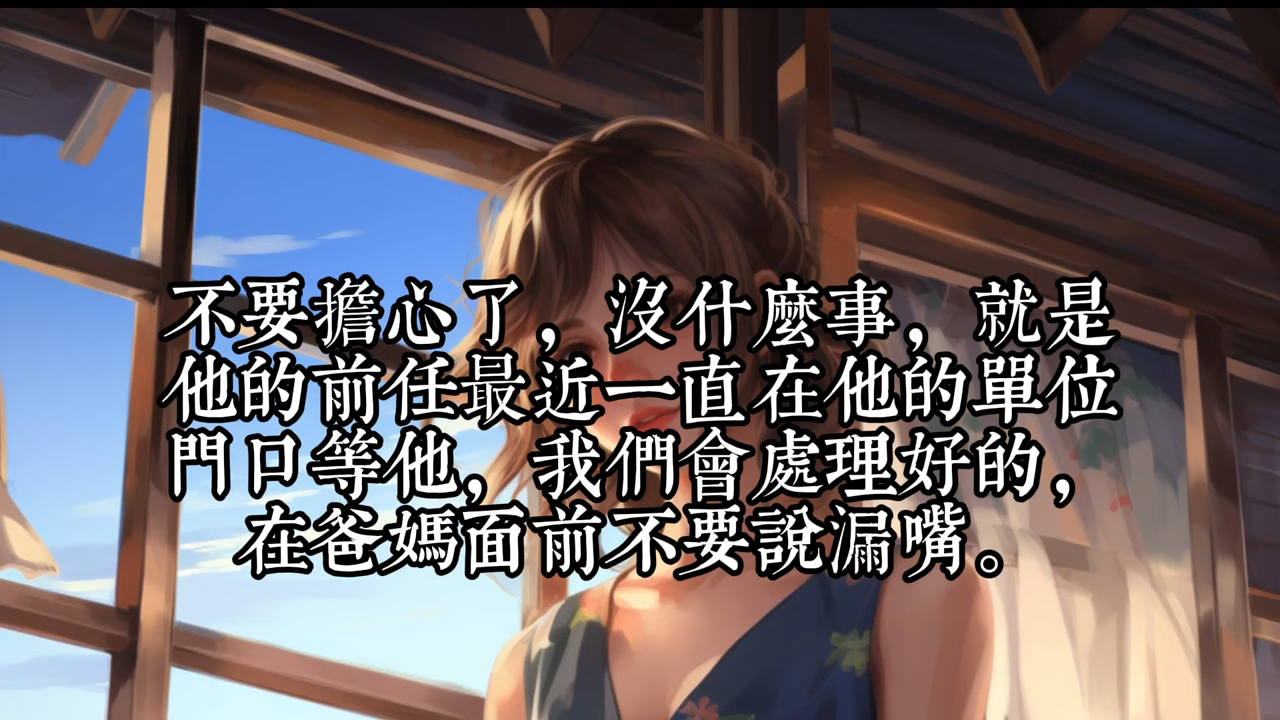 不要擔心了，沒什麼事，就是
他的前任最近一直在他的單位
門口等他，我們會處理好的，
在爸媽面前不要說漏嘴。